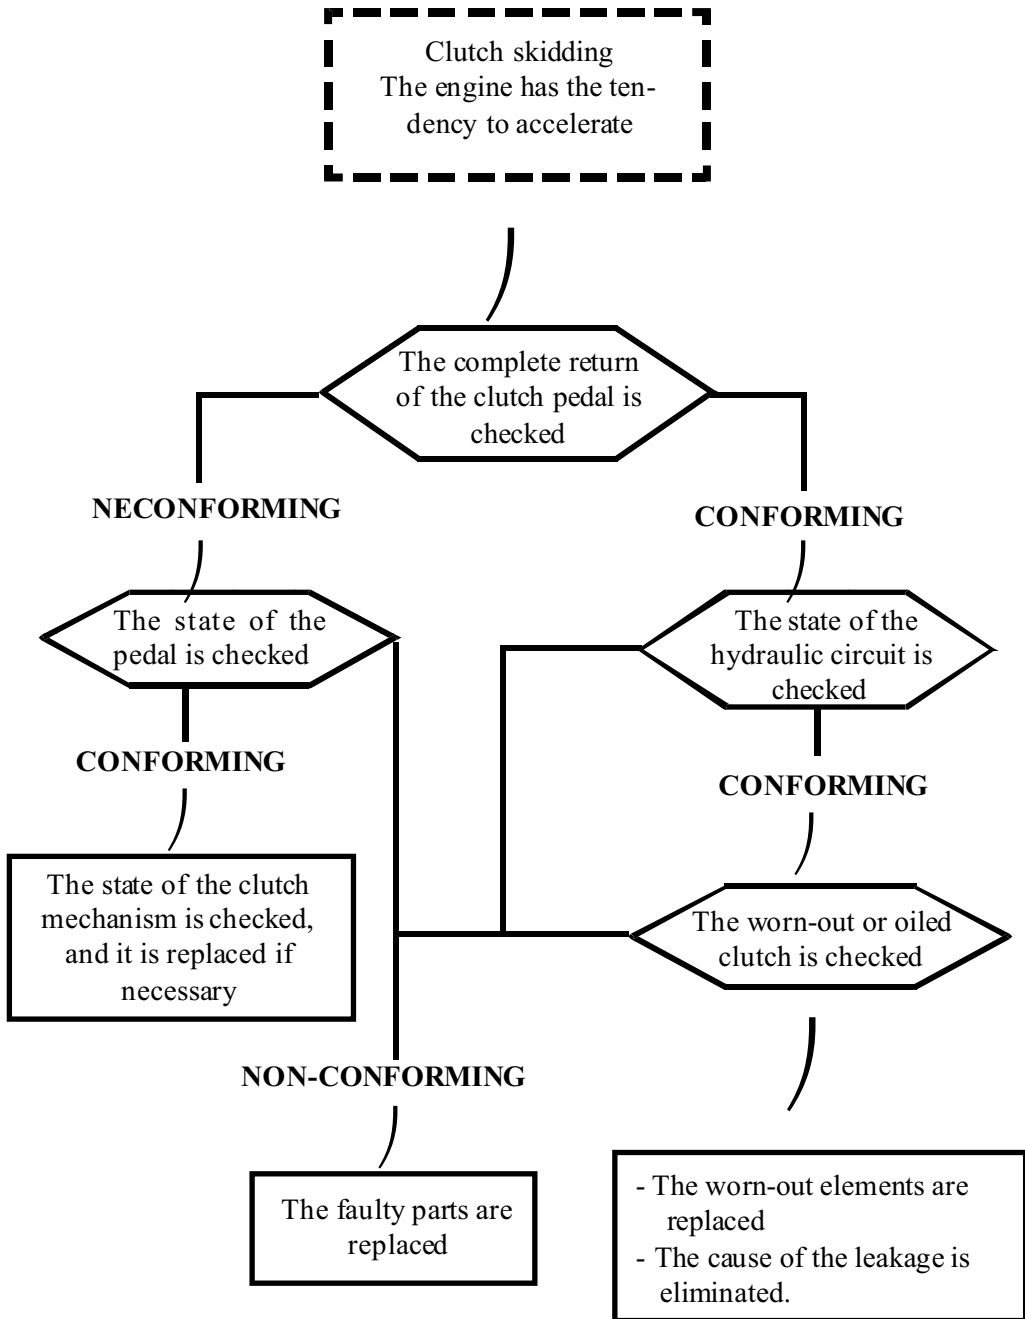 Clutch skidding
The engine has the ten-
dency to accelerate
The complete return
of the clutch pedal is
checked
NECONFORMING
CONFORMING
The state of the
pedal is checked
The state of the
hydraulic circuit is
checked
CONFORMING
CONFORMING
The state of the clutch
mechanism is checked,
and it is replaced if
necessary
The worn-out or oiled
clutch is checked
NON-CONFORMING
The faulty parts are
replaced
- The worn-out elements are
replaced
- The cause of the leakage is
eliminated.